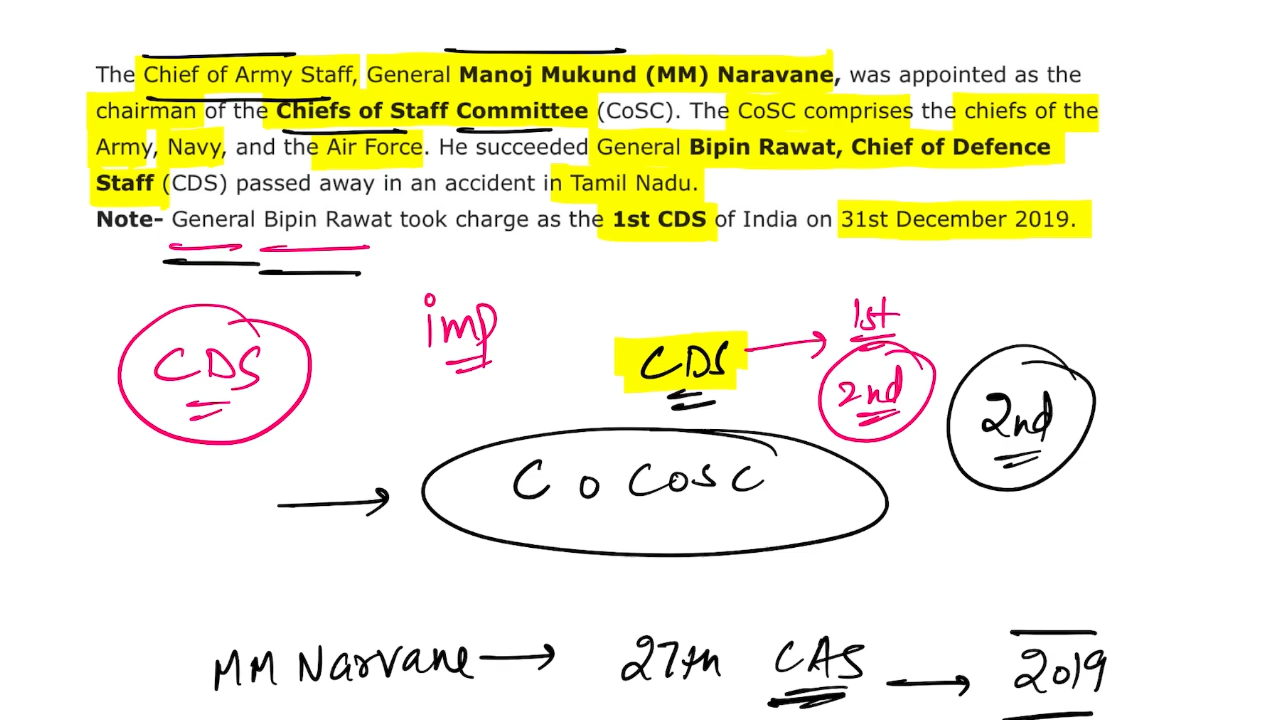 The Chief of Army Staff, General Manoj Mukund (MM) Naravane, was appointed as the
chairman of the Chiefs of Staff Committee (CoSC). The CoSC comprises the chiefs of the
Army, Navy, and the Air Force. He succeeded General Bipin Rawat, Chief of Defence
Staff (CDS) passed away in an accident in Tamil Nadu.
Note- General Bipin Rawat took charge as the 1st CDS of India on 31st December 2019.
imp
1st
CDS
CDS
2nd
2nd
C o CoSC
MM Narvane → 27th CAS → 2019